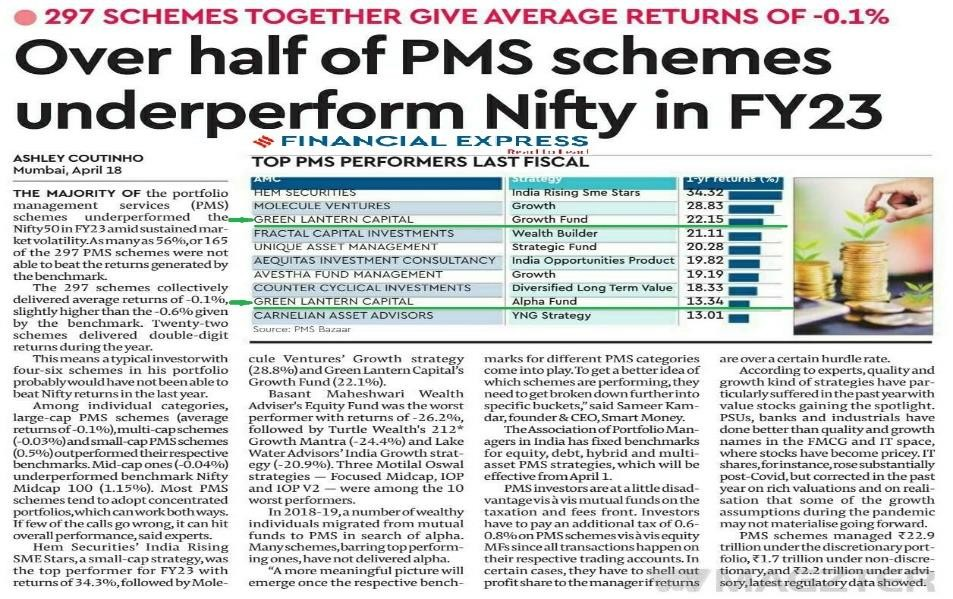 297 SCHEMES TOGETHER GIVE AVERAGE RETURNS OF -0.1%
Over half of PMS schemes
underperform Nifty in FY23
FINANCIAL EXPRESS
Read to Lead
ASHLEY COUTINHO
Mumbai, April 18
THE MAJORITY OF the portfolio
management services (PMS)
schemes underperformed the
Nifty50 in FY23 amid sustained mar-
ket volatility. As many as 56%, or 165
of the 297 PMS schemes were not
able to beat the returns generated by
the benchmark.
The 297 schemes collectively
delivered average returns of -0.1%,
slightly higher than the -0.6% given
by the benchmark. Twenty-two
schemes delivered double-digit
returns during the year.
This means a typical investor with
four-six schemes in his portfolio
probably would have not been able to
beat Nifty returns in the last year.
Among individual categories,
large-cap PMS schemes (average
returns of -0.1%), multi-cap schemes
(-0.03%) and small-cap PMS schemes
(0.5%) outperformed their respective
benchmarks. Mid-cap ones (-0.04%)
underperformed benchmark Nifty
Midcap 100 (1.5%). Most PMS
schemes tend to adopt concentrated
portfolios, which can work both ways.
If few of the calls go wrong, it can hit
overall performance, said experts.
Hem Securities' India Rising
SME Stars, a small-cap strategy, was
the top performer for FY23 with
returns of 34.3%, followed by Mole-
TOP PMS PERFORMERS LAST FISCAL
AMC Strategy 1-yr returns (%)
HEM SECURITIES India Rising Sme Stars 34.32
MOLECULE VENTURES Growth 28.83
GREEN LANTERN CAPITAL Growth Fund 22.15
FRACTAL CAPITAL INVESTMENTS Wealth Builder 21.11
UNIQUE ASSET MANAGEMENT Strategic Fund 20.28
AEQUITAS INVESTMENT CONSULTANCY India Opportunities Product 19.82
AVESTHA FUND MANAGEMENT Growth 19.19
COUNTER CYCLICAL INVESTMENTS Diversified Long Term Value 18.33
GREEN LANTERN CAPITAL Alpha Fund 13.34
CARNELIAN ASSET ADVISORS YNG Strategy 13.01
Source: PMS Bazaar
cule Ventures' Growth strategy
(28.8%) and Green Lantern Capital's
Growth Fund (22.1%).
Basant Maheshwari Wealth
Adviser's Equity Fund was the worst
performer with returns of -26.2%,
followed by Turtle Wealth's 212°
Growth Mantra (-24.4%) and Lake
Water Advisors' India Growth strat-
egy (-20.9%). Three Motilal Oswal
strategies — Focused Midcap, IOP
and IOP V2 — were among the 10
worst performers.
In 2018-19, a number of wealthy
individuals migrated from mutual
funds to PMS in search of alpha.
Many schemes, barring top perform-
ing ones, have not delivered alpha.
"A more meaningful picture will
emerge once the respective bench-
marks for different PMS categories
come into play. To get a better idea of
which schemes are performing, they
need to get broken down further into
specific buckets," said Sameer Kam-
dar, founder & CEO, Smart Money.
The Association of Portfolio Man-
agers in India has fixed benchmarks
for equity, debt, hybrid and multi-
asset PMS strategies, which will be
effective from April 1.
PMS investors are at a little disad-
vantage vis à vis mutual funds on the
taxation and fees front. Investors
have to pay an additional tax of 0.6-
0.8% on PMS schemes vis à vis equity
MFs since all transactions happen on
their respective trading accounts. In
certain cases, they have to shell out
profit share to the manager if returns
are over a certain hurdle rate.
According to experts, quality and
growth kind of strategies have par-
ticularly suffered in the past year with
value stocks gaining the spotlight.
PSUs, banks and industrials have
done better than quality and growth
names in the FMCG and IT space,
where stocks have become pricey. IT
shares, for instance, rose substantially
post-Covid, but corrected in the past
year on rich valuations and on reali-
sation that some of the growth
assumptions during the pandemic
may not materialise going forward.
PMS schemes managed ₹22.9
trillion under the discretionary port-
folio, ₹1.7 trillion under non-discre-
tionary, and ₹2.2 trillion under advi-
sory, latest regulatory data showed.
MAGZTER